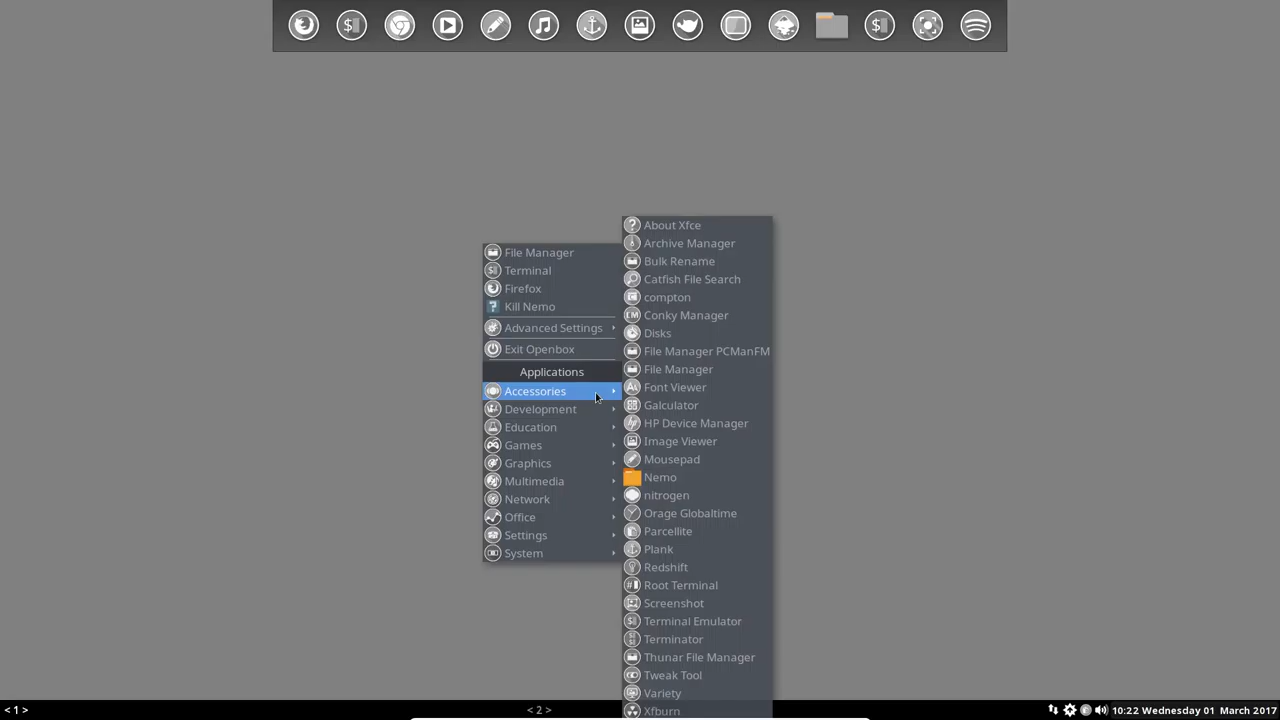 File Manager
Terminal
Firefox
Kill Nemo
Advanced Settings
Exit Openbox
Applications
Accessories
Development
Education
Games
Graphics
Multimedia
Network
Office
Settings
System
About Xfce
Archive Manager
Bulk Rename
Catfish File Search
compton
Conky Manager
Disks
File Manager PCManFM
File Manager
Font Viewer
Galculator
HP Device Manager
Image Viewer
Mousepad
Nemo
nitrogen
Orage Globaltime
Parcellite
Plank
Redshift
Root Terminal
Screenshot
Terminal Emulator
Terminator
Thunar File Manager
Tweak Tool
Variety
Xfburn
< 1 >
< 2 >
10:22 Wednesday 01 March 2017